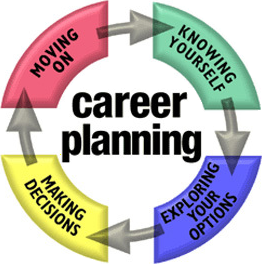 career
planning
KNOWING
YOURSELF
EXPLORING
YOUR
OPTIONS
MAKING
DECISIONS
MOVING
ON